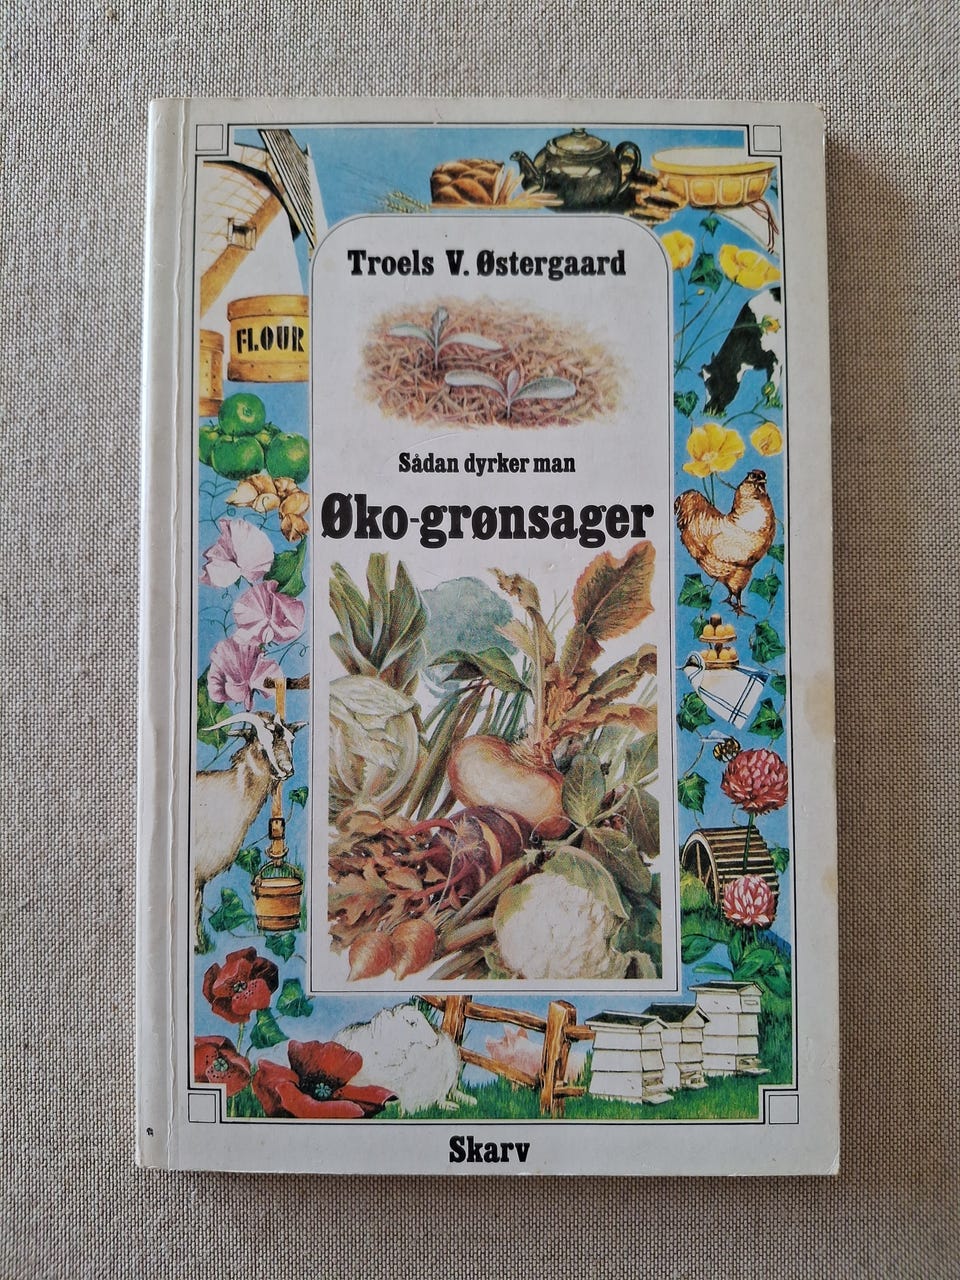 Troels V. Østergaard
FLOUR
Sådan dyrker man
Øko-grønsager
Skarv